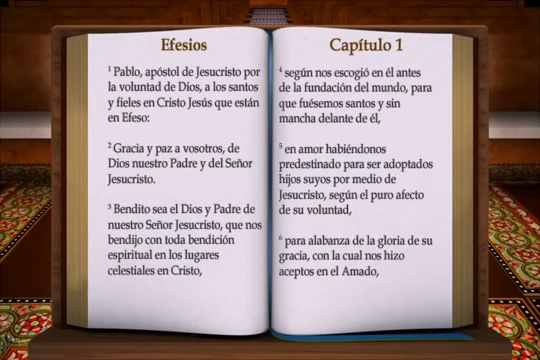 Efesios
¹ Pablo, apóstol de Jesucristo por
la voluntad de Dios, a los santos
y fieles en Cristo Jesús que están
en Efeso:
² Gracia y paz a vosotros, de
Dios nuestro Padre y del Señor
Jesucristo.
³ Bendito sea el Dios y Padre de
nuestro Señor Jesucristo, que nos
bendijo con toda bendición
espiritual en los lugares
celestiales en Cristo,
Capítulo 1
⁴ según nos escogió en él antes
de la fundación del mundo, para
que fuésemos santos y sin
mancha delante de él,
⁵ en amor habiéndonos
predestinado para ser adoptados
hijos suyos por medio de
Jesucristo, según el puro afecto
de su voluntad,
⁶ para alabanza de la gloria de su
gracia, con la cual nos hizo
aceptos en el Amado,